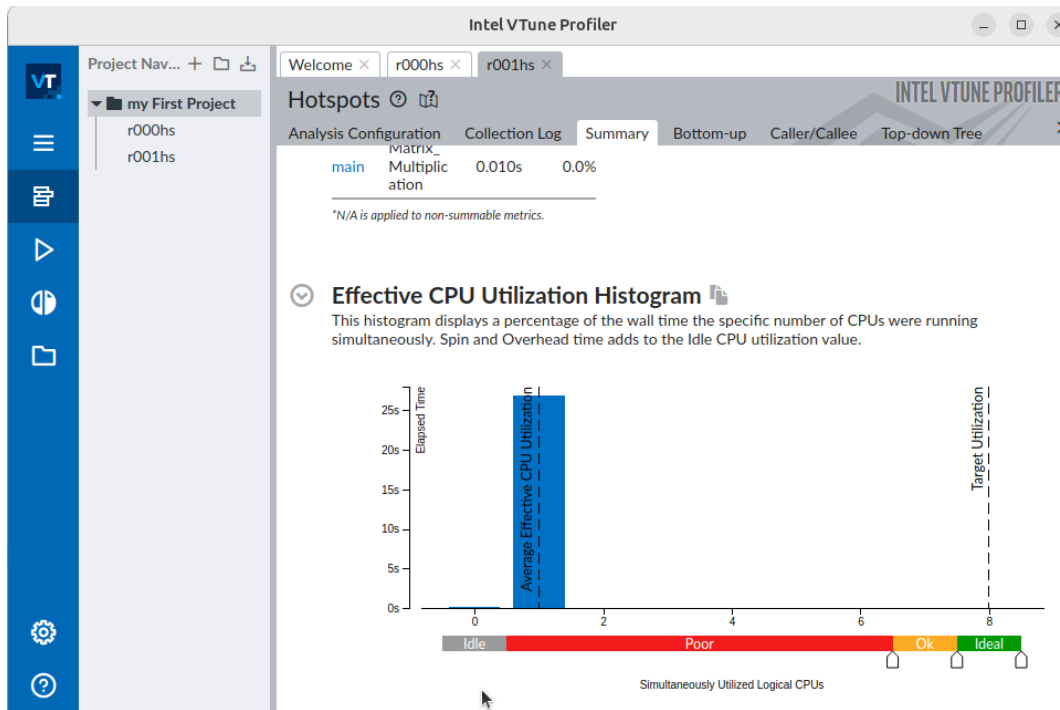 Intel VTune Profiler
VT
Project Nav...
my First Project
r000hs
r001hs
Welcome
r000hs
r001hs
Hotspots
INTEL VTUNE PROFILER
Analysis Configuration Collection Log Summary Bottom-up Caller/Callee Top-down Tree
Matrix_
main Multiplic 0.010s 0.0%
ation
*N/A is applied to non-summable metrics.
Effective CPU Utilization Histogram
This histogram displays a percentage of the wall time the specific number of CPUs were running
simultaneously. Spin and Overhead time adds to the Idle CPU utilization value.
Elapsed Time
25s
20s
15s
10s
5s
0s
Average Effective CPU Utilization
Target Utilization
0 2 4 6 8
Idle Poor Ok Ideal
Simultaneously Utilized Logical CPUs